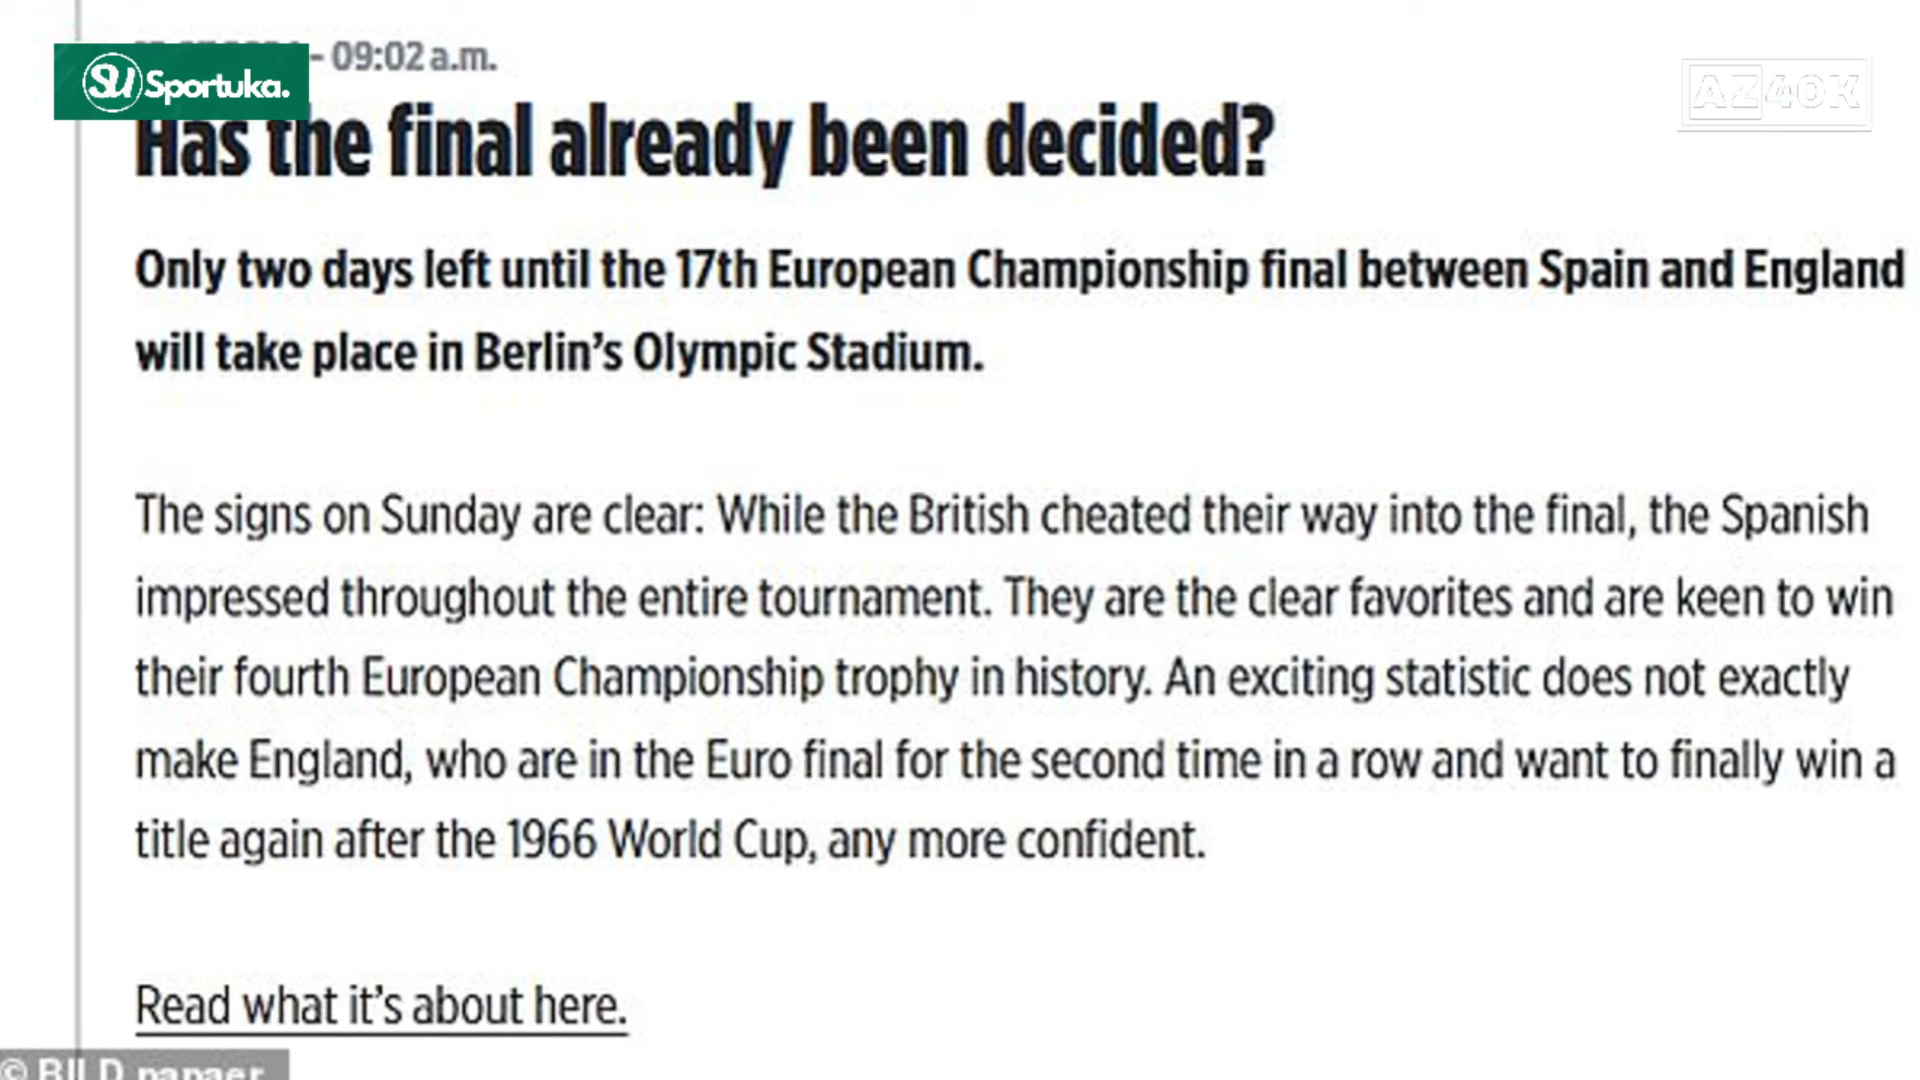 - 09:02 a.m.
SU Sportuka.
AZ40K
Has the final already been decided?
Only two days left until the 17th European Championship final between Spain and England
will take place in Berlin's Olympic Stadium.
The signs on Sunday are clear: While the British cheated their way into the final, the Spanish
impressed throughout the entire tournament. They are the clear favorites and are keen to win
their fourth European Championship trophy in history. An exciting statistic does not exactly
make England, who are in the Euro final for the second time in a row and want to finally win a
title again after the 1966 World Cup, any more confident.
Read what it's about here.
© BILD papaer